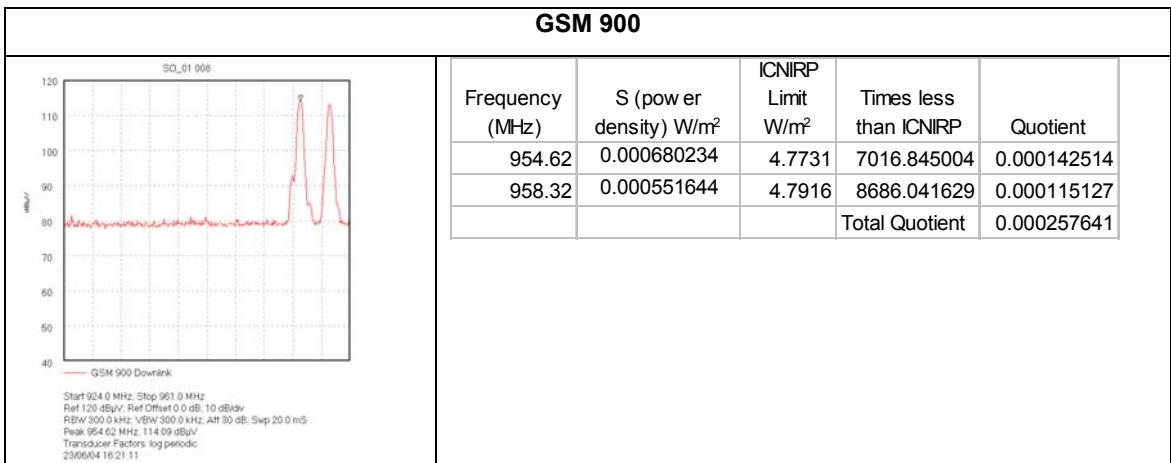 GSM 900
SO_01 008
120
110
100
90
80
70
60
50
40
dBµV
GSM 900 Downlink
Start 924.0 MHz; Stop 961.0 MHz
Ref 120 dBµV; Ref Offset 0.0 dB; 10 dB/div
RBW 300.0 kHz; VBW 300.0 kHz; Att 30 dB; Swp 20.0 mS
Peak 954.62 MHz, 114.09 dBµV
Transducer Factors: log periodic
23/06/04 16:21:11
Frequency (MHz) S (pow er density) W/m² ICNIRP Limit W/m² Times less than ICNIRP Quotient
954.62 0.000680234 4.7731 7016.845004 0.000142514
958.32 0.000551644 4.7916 8686.041629 0.000115127
Total Quotient 0.000257641